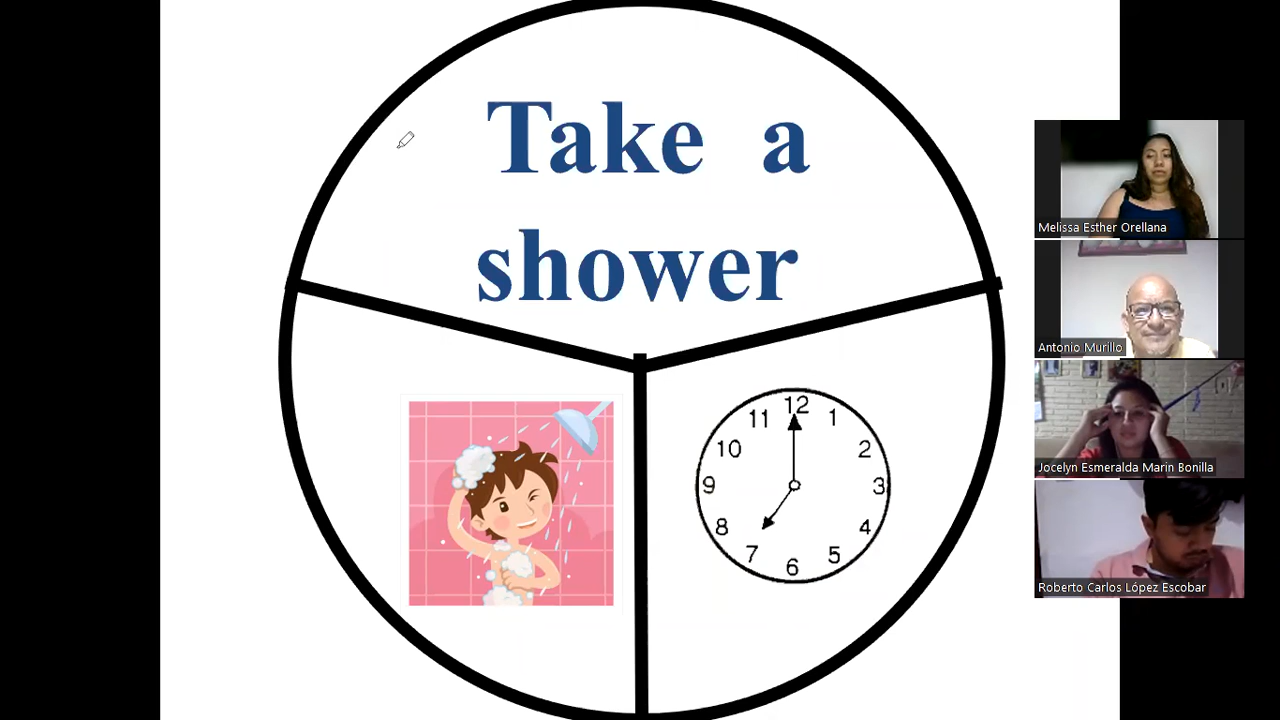 Take a
shower
12
11
1
10
2
9
3
8
4
7
5
6
Melissa Esther Orellana
Antonio Murillo
Jocelyn Esmeralda Marin Bonilla
Roberto Carlos López Escobar